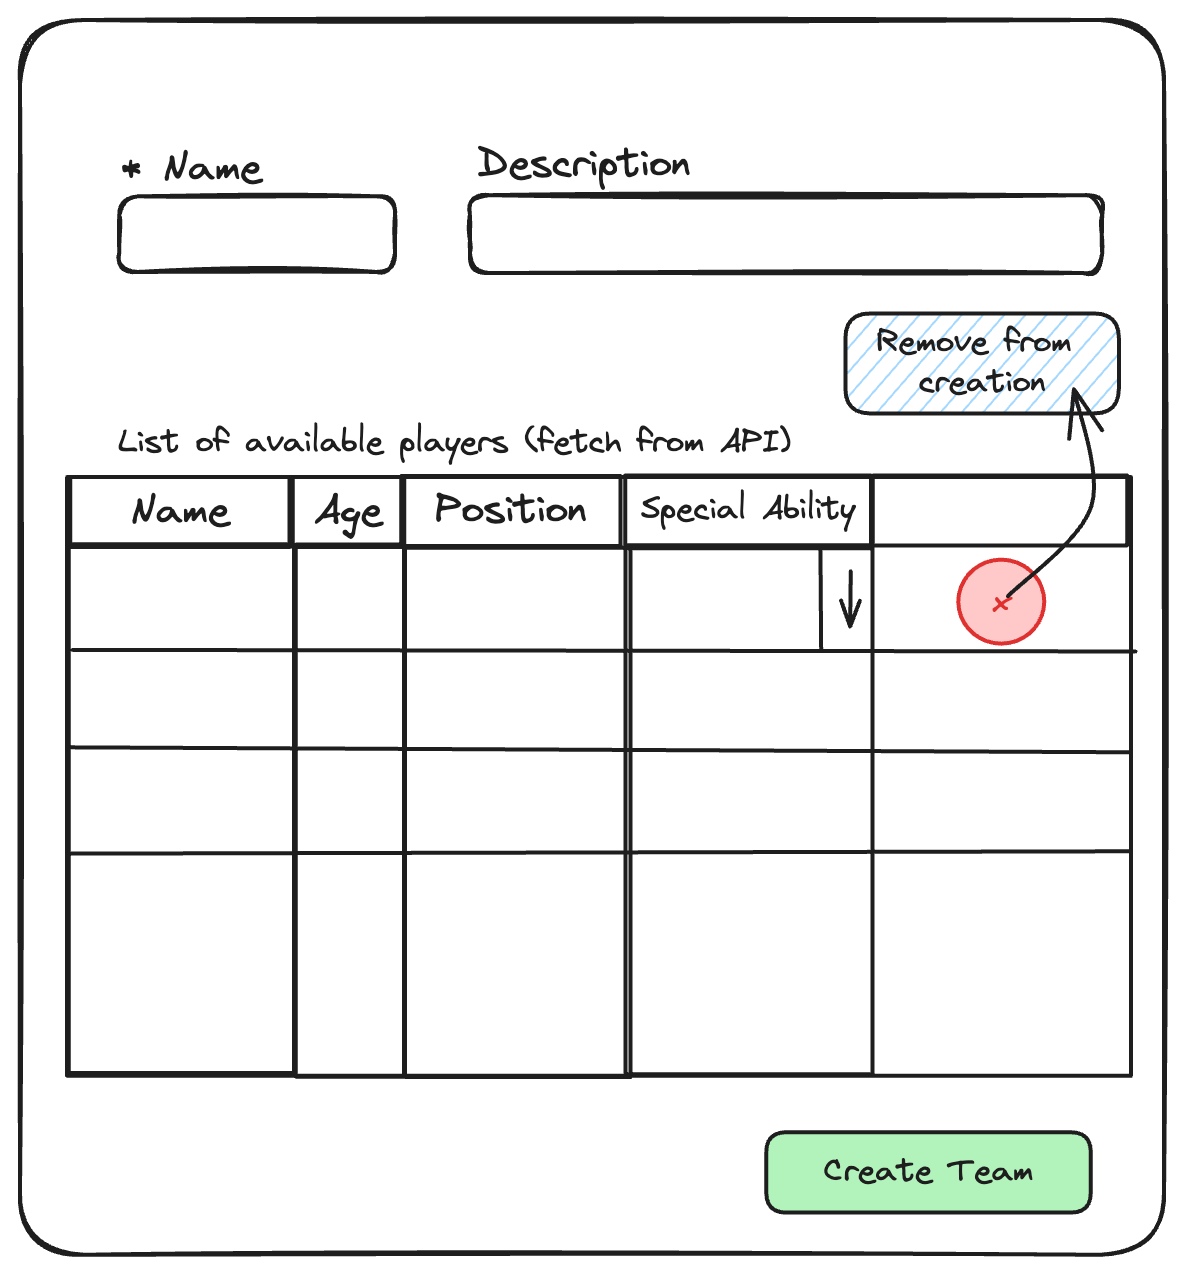 * Name
Description
Remove from
creation
List of available players (fetch from API)
Name
Age
Position
Special Ability
x
Create Team